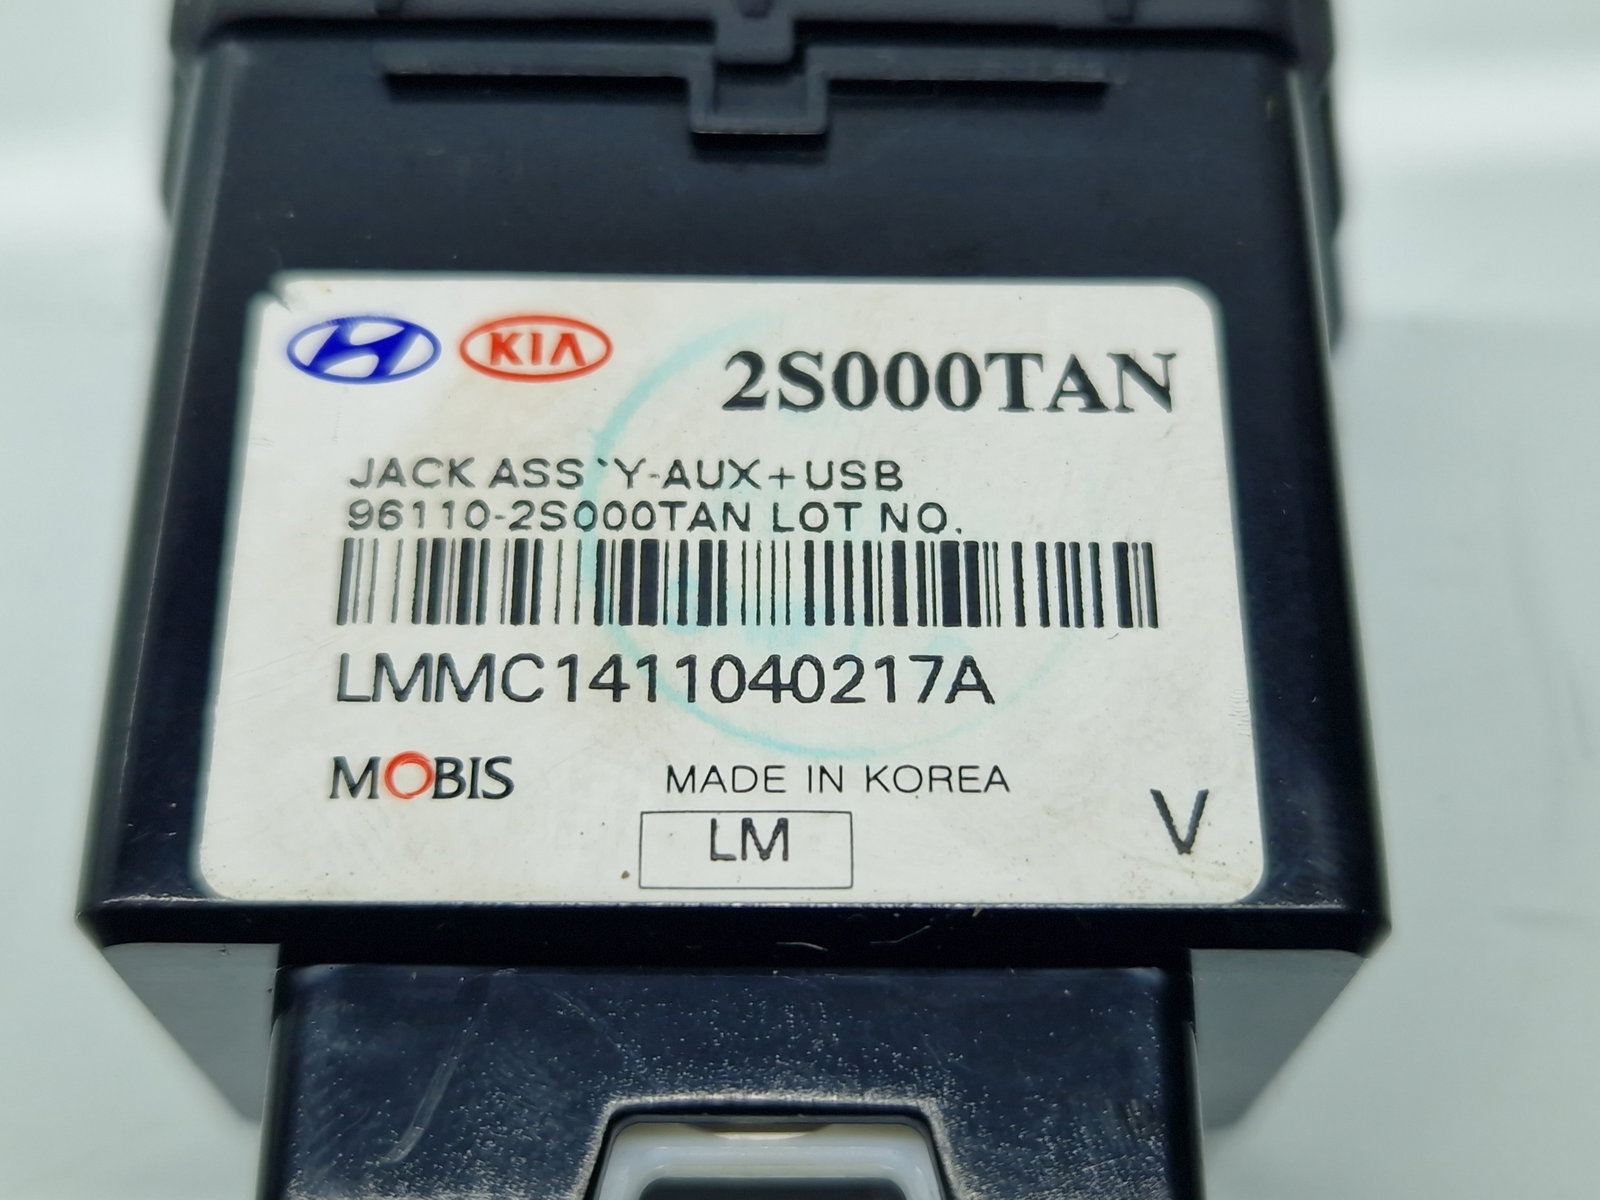 KIA
2S000TAN
JACK ASS`Y-AUX+USB
96110-2S000TAN LOT NO.
LMMC1411040217A
MOBIS MADE IN KOREA
LM
V